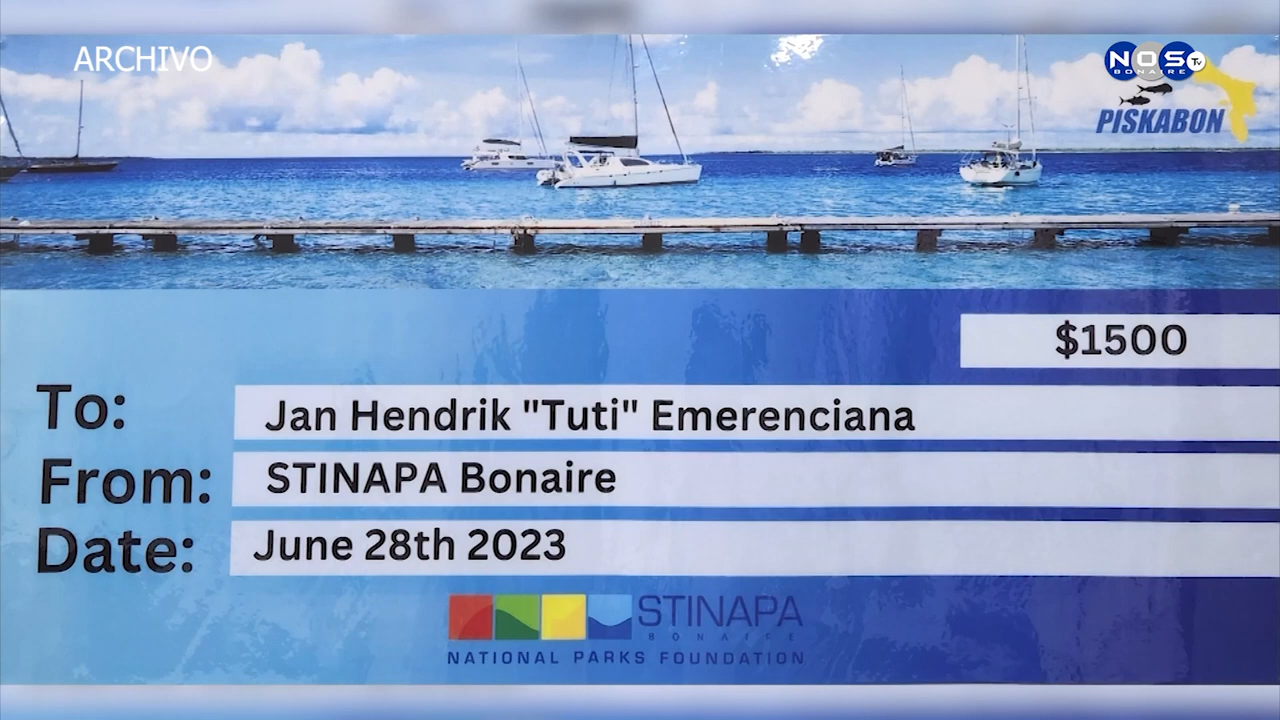 ARCHIVO
NOS Tv
BONAIRE
PISKABON
$1500
To: Jan Hendrik "Tuti" Emerenciana
From: STINAPA Bonaire
Date: June 28th 2023
STINAPA
BONAIRE
NATIONAL PARKS FOUNDATION